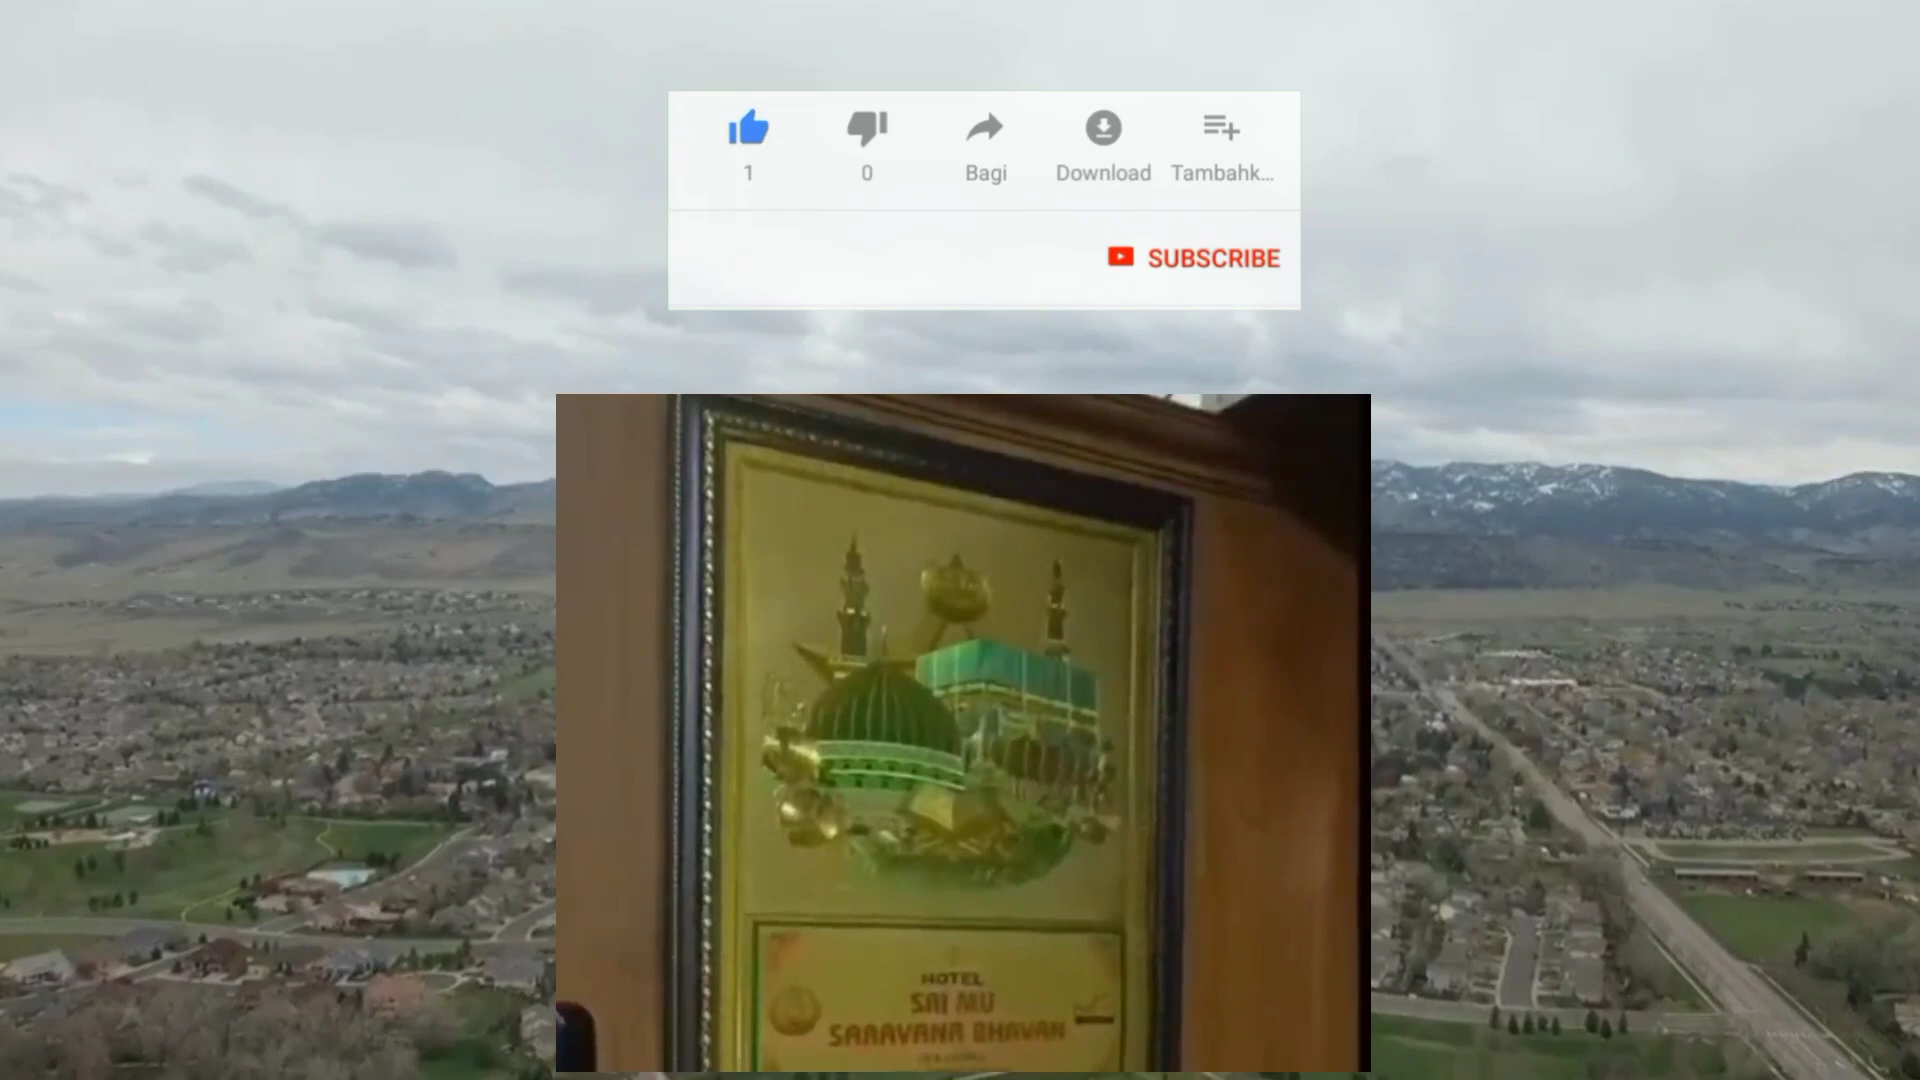 1 0 Bagi Download Tambahk...
SUBSCRIBE
HOTEL
SAI MU
SARAVANA BHAVAN